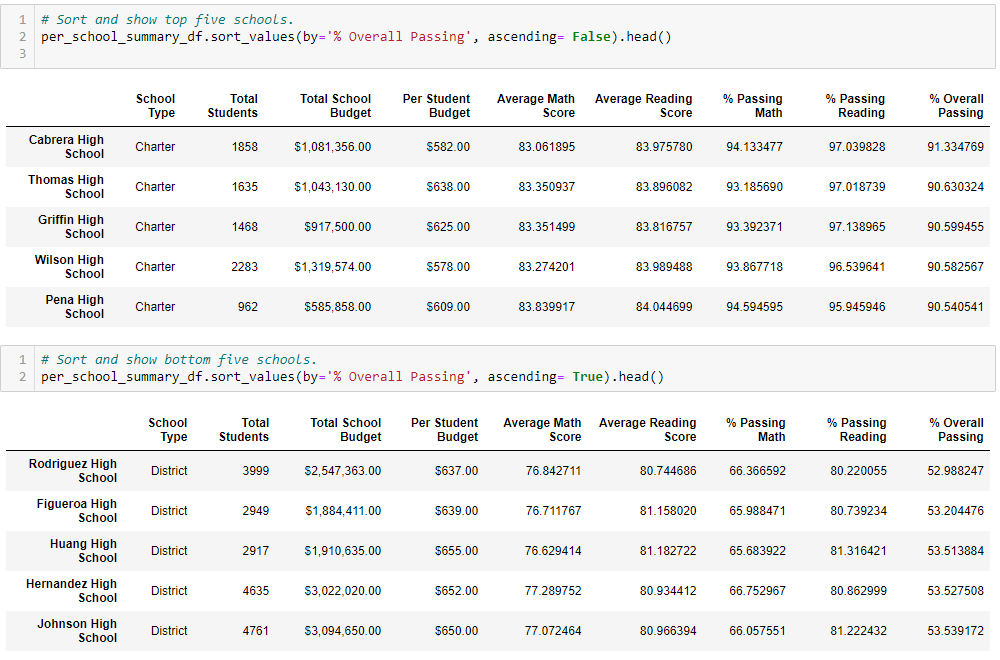 1 # Sort and show top five schools.
2 per_school_summary_df.sort_values(by='% Overall Passing', ascending= False).head()
3
School Type Total Students Total School Budget Per Student Budget Average Math Score Average Reading Score % Passing Math % Passing Reading % Overall Passing
Cabrera High School Charter 1858 $1,081,356.00 $582.00 83.061895 83.975780 94.133477 97.039828 91.334769
Thomas High School Charter 1635 $1,043,130.00 $638.00 83.350937 83.896082 93.185690 97.018739 90.630324
Griffin High School Charter 1468 $917,500.00 $625.00 83.351499 83.816757 93.392371 97.138965 90.599455
Wilson High School Charter 2283 $1,319,574.00 $578.00 83.274201 83.989488 93.867718 96.539641 90.582567
Pena High School Charter 962 $585,858.00 $609.00 83.839917 84.044699 94.594595 95.945946 90.540541
1 # Sort and show bottom five schools.
2 per_school_summary_df.sort_values(by='% Overall Passing', ascending= True).head()
School Type Total Students Total School Budget Per Student Budget Average Math Score Average Reading Score % Passing Math % Passing Reading % Overall Passing
Rodriguez High School District 3999 $2,547,363.00 $637.00 76.842711 80.744686 66.366592 80.220055 52.988247
Figueroa High School District 2949 $1,884,411.00 $639.00 76.711767 81.158020 65.988471 80.739234 53.204476
Huang High School District 2917 $1,910,635.00 $655.00 76.629414 81.182722 65.683922 81.316421 53.513884
Hernandez High School District 4635 $3,022,020.00 $652.00 77.289752 80.934412 66.752967 80.862999 53.527508
Johnson High School District 4761 $3,094,650.00 $650.00 77.072464 80.966394 66.057551 81.222432 53.539172